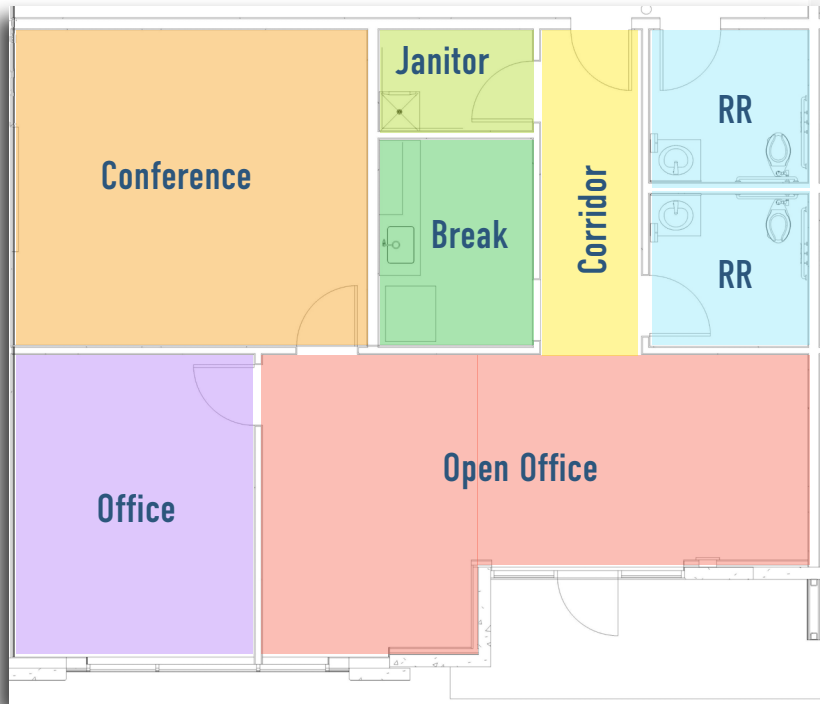 Janitor
RR
Conference
Corridor
Break
RR
Open Office
Office